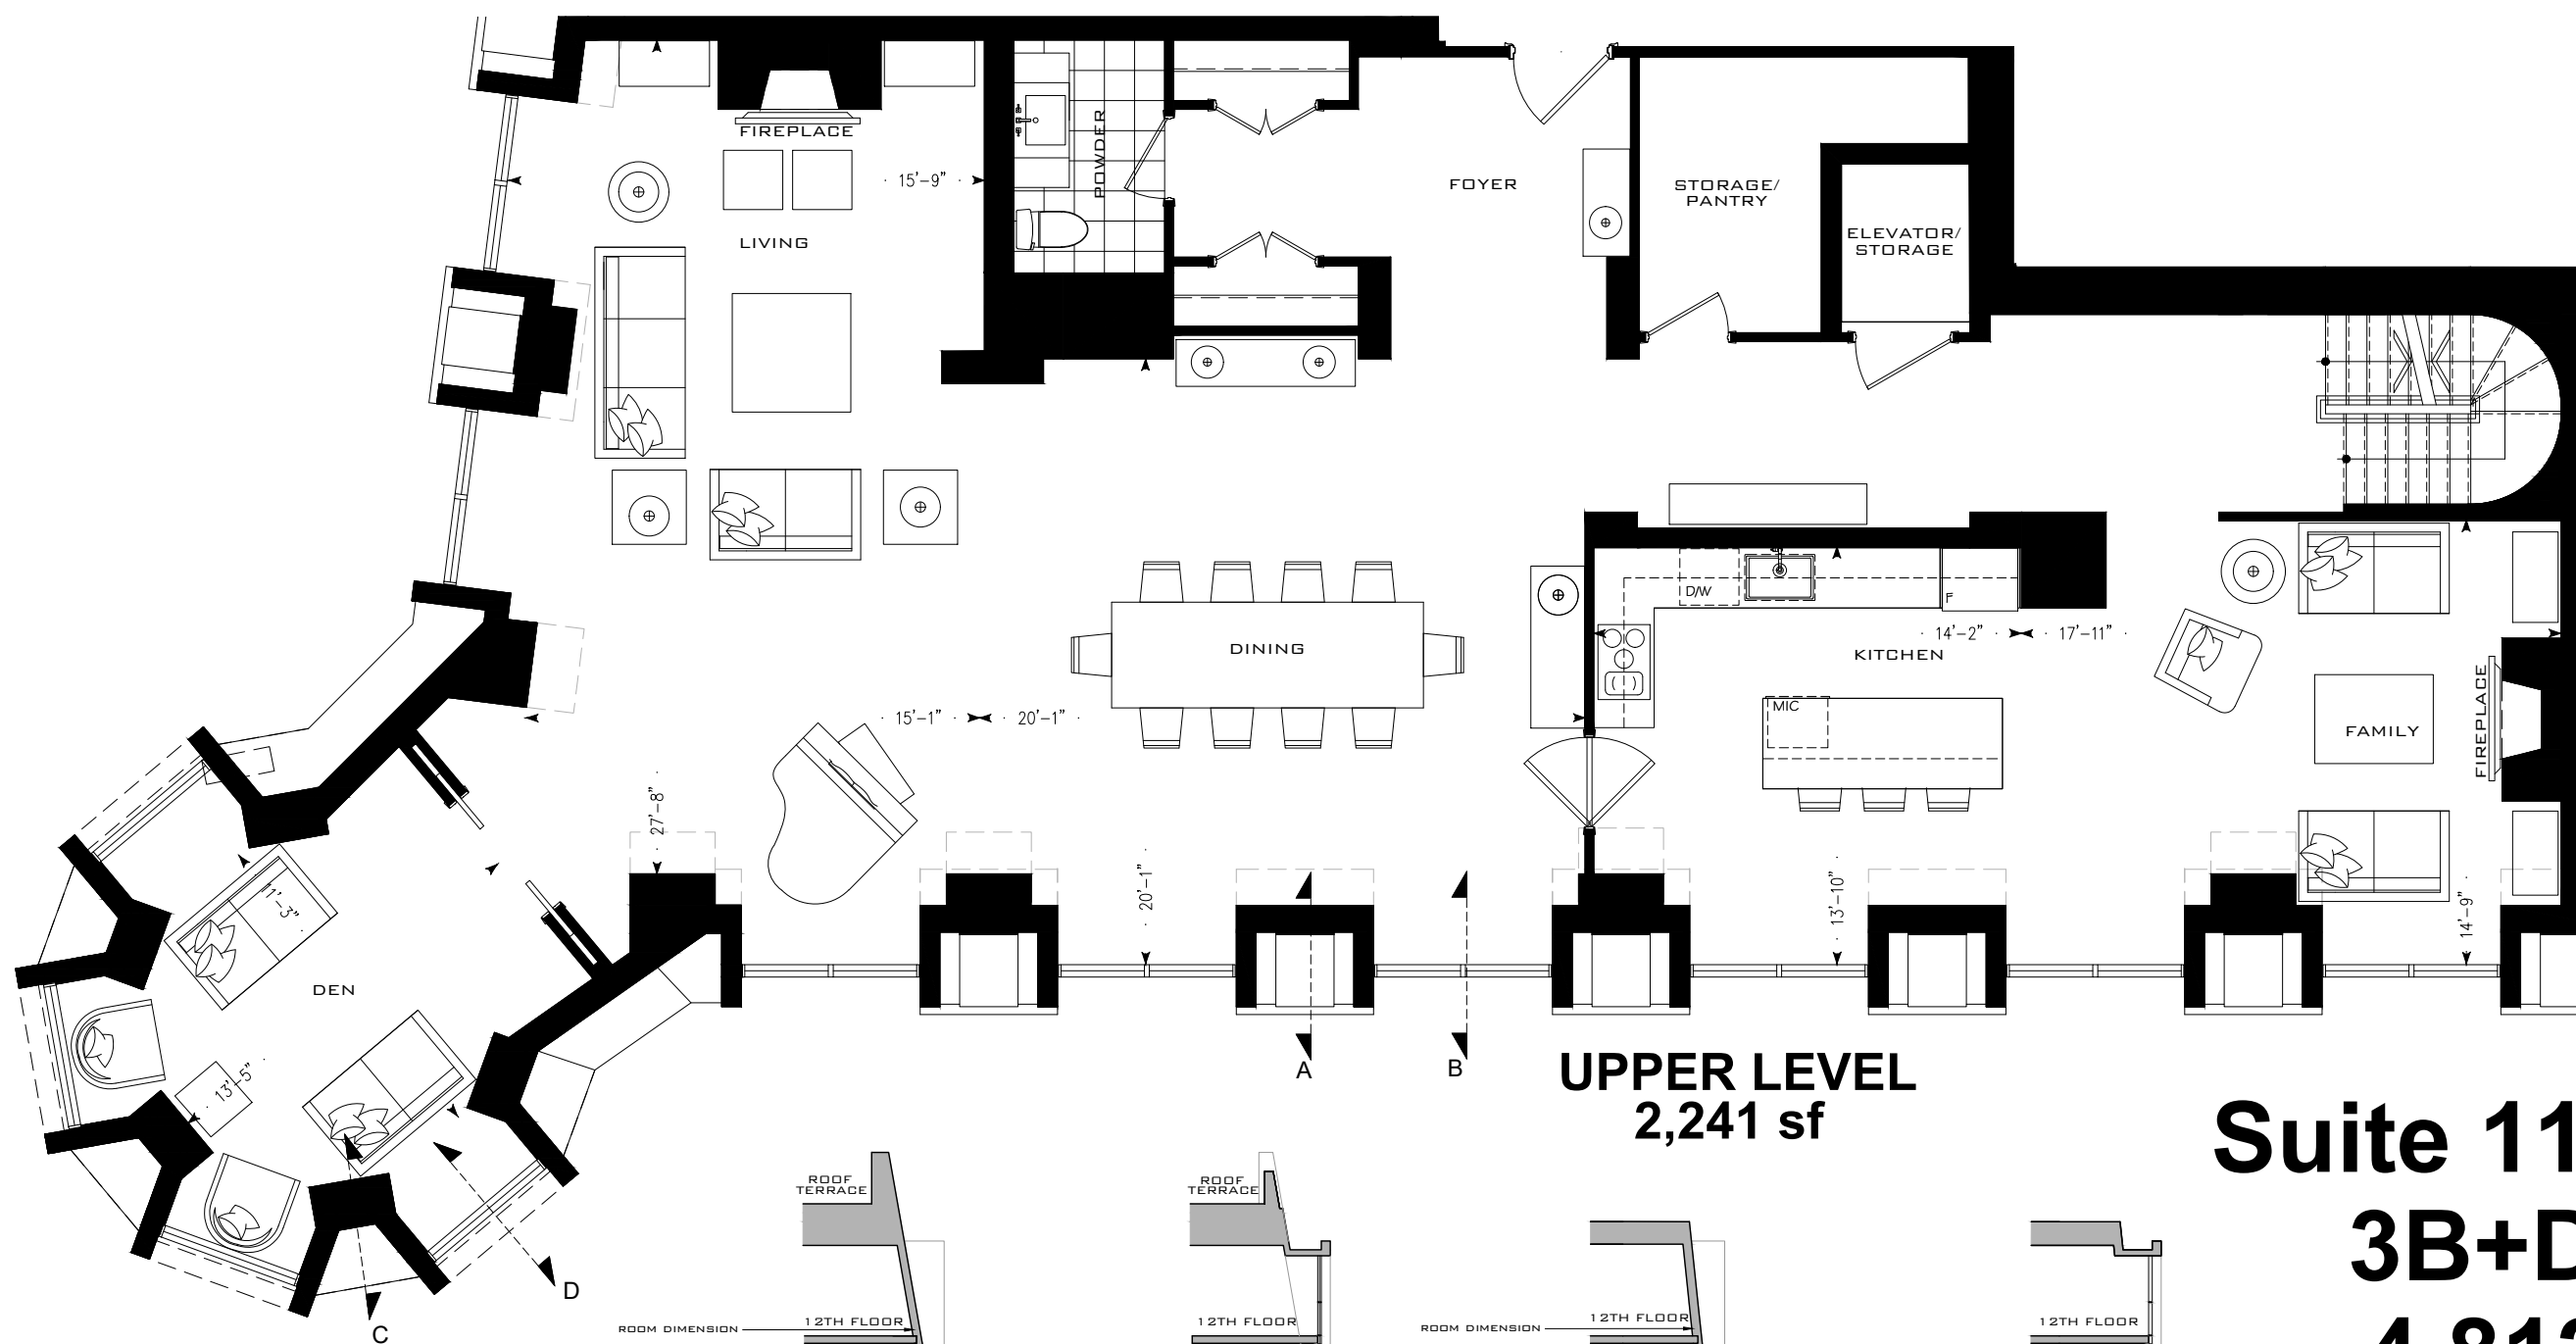 FIREPLACE
15'-9"
POWDER
LIVING
FOYER
STORAGE/
PANTRY
ELEVATOR/
STORAGE
D/W
F
14'-2" 17'-11"
KITCHEN
DINING
MIC
FAMILY
FIREPLACE
15'-1" 20'-1"
27'-8"
20'-1"
13'-10"
14'-9"
DEN
13'-5"
A
B
C
D
UPPER LEVEL
2,241 sf
Suite 11
3B+D
ROOF
TERRACE
ROOF
TERRACE
12TH FLOOR
ROOM DIMENSION
12TH FLOOR
12TH FLOOR
ROOM DIMENSION
12TH FLOOR